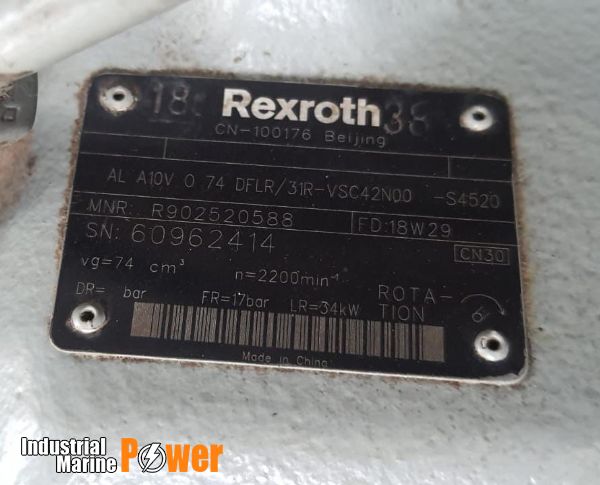 18 Rexroth 38
CN-100176 Beijing
AL A10V O 74 DFLR/31R-VSC42N00 -S4520
MNR: R902520588 FD:18W29
SN: 60962414 CN30
vg=74 cm³ n=2200min⁻¹
DR= bar FR=17bar LR=34kW ROTA-
TION
Made in China
Industrial
Marine Power